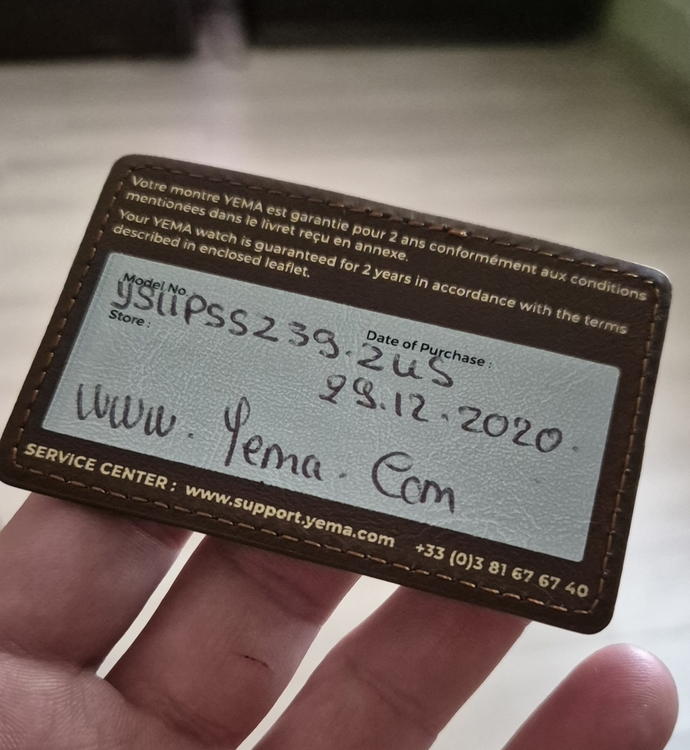 Votre montre YEMA est garantie pour 2 ans conformément aux conditions
mentionées dans le livret reçu en annexe.
Your YEMA watch is guaranteed for 2 years in accordance with the terms
described in enclosed leaflet.
Model No
ysupss239.2us
Store :
Date of Purchase :
29.12.2020.
www.Yema.Com
SERVICE CENTER : www.support.yema.com +33 (0)3 81 67 67 40